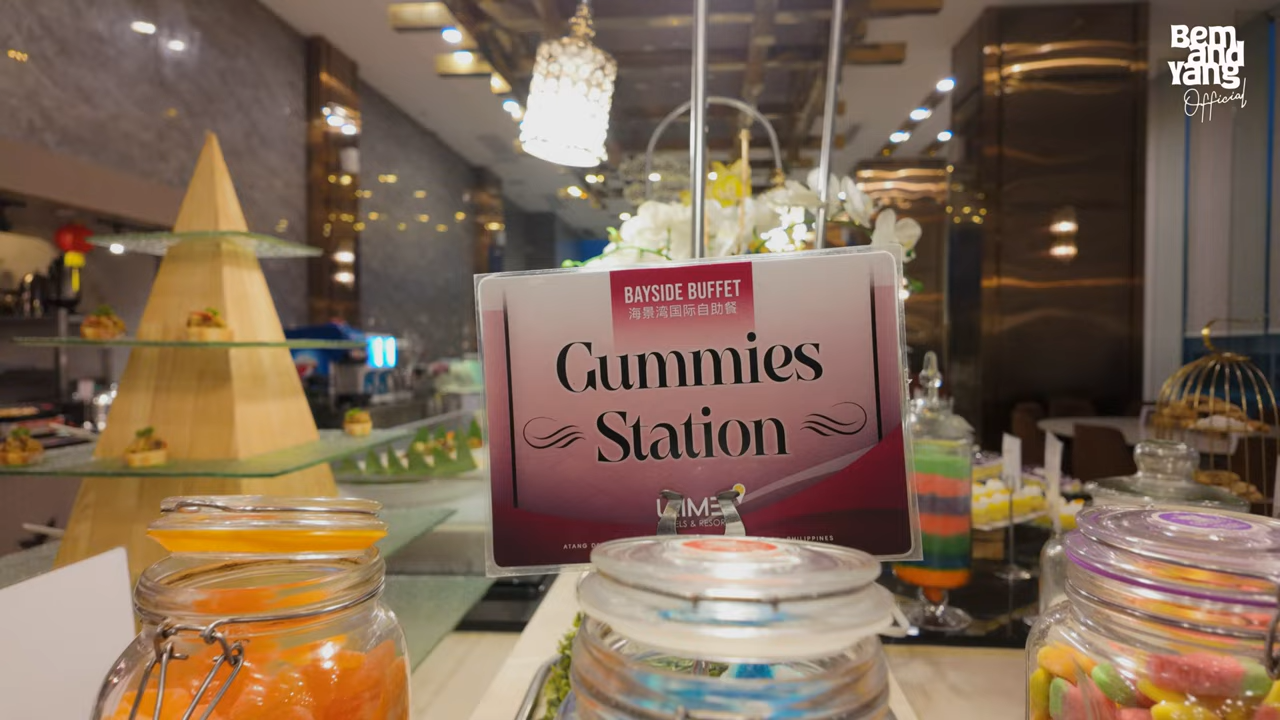 Bem
and
Yang
Official
BAYSIDE BUFFET
海景湾国际自助餐
Gummies
Station